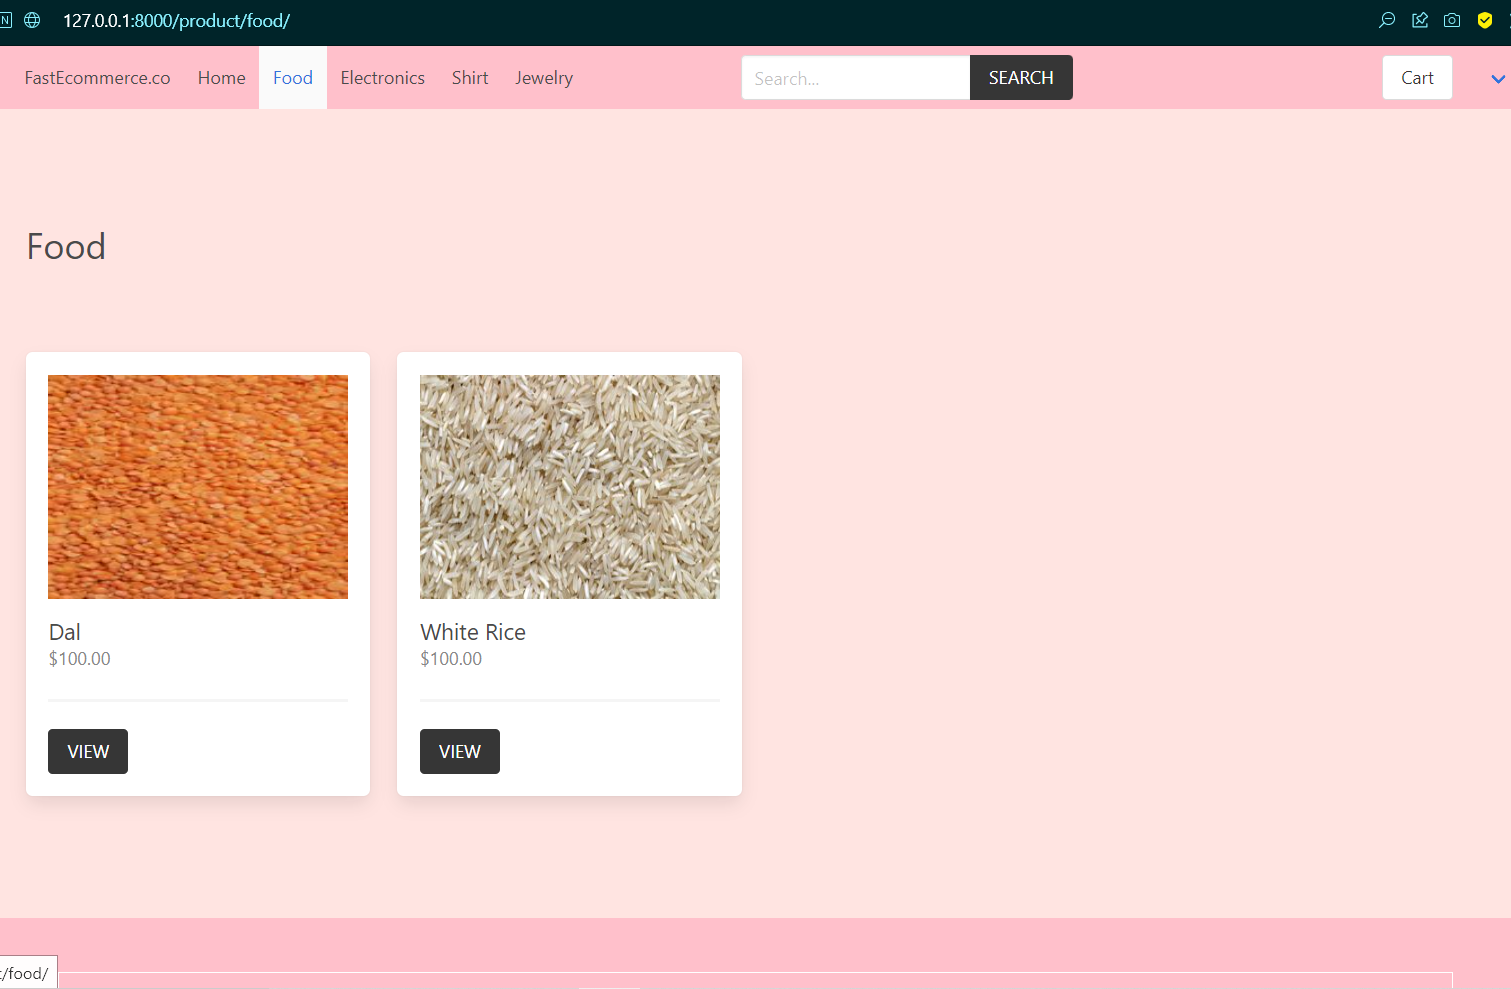 N 127.0.0.1:8000/product/food/
FastEcommerce.co Home Food Electronics Shirt Jewelry Search... SEARCH Cart
Food
Dal White Rice
$100.00 $100.00
VIEW VIEW
/food/